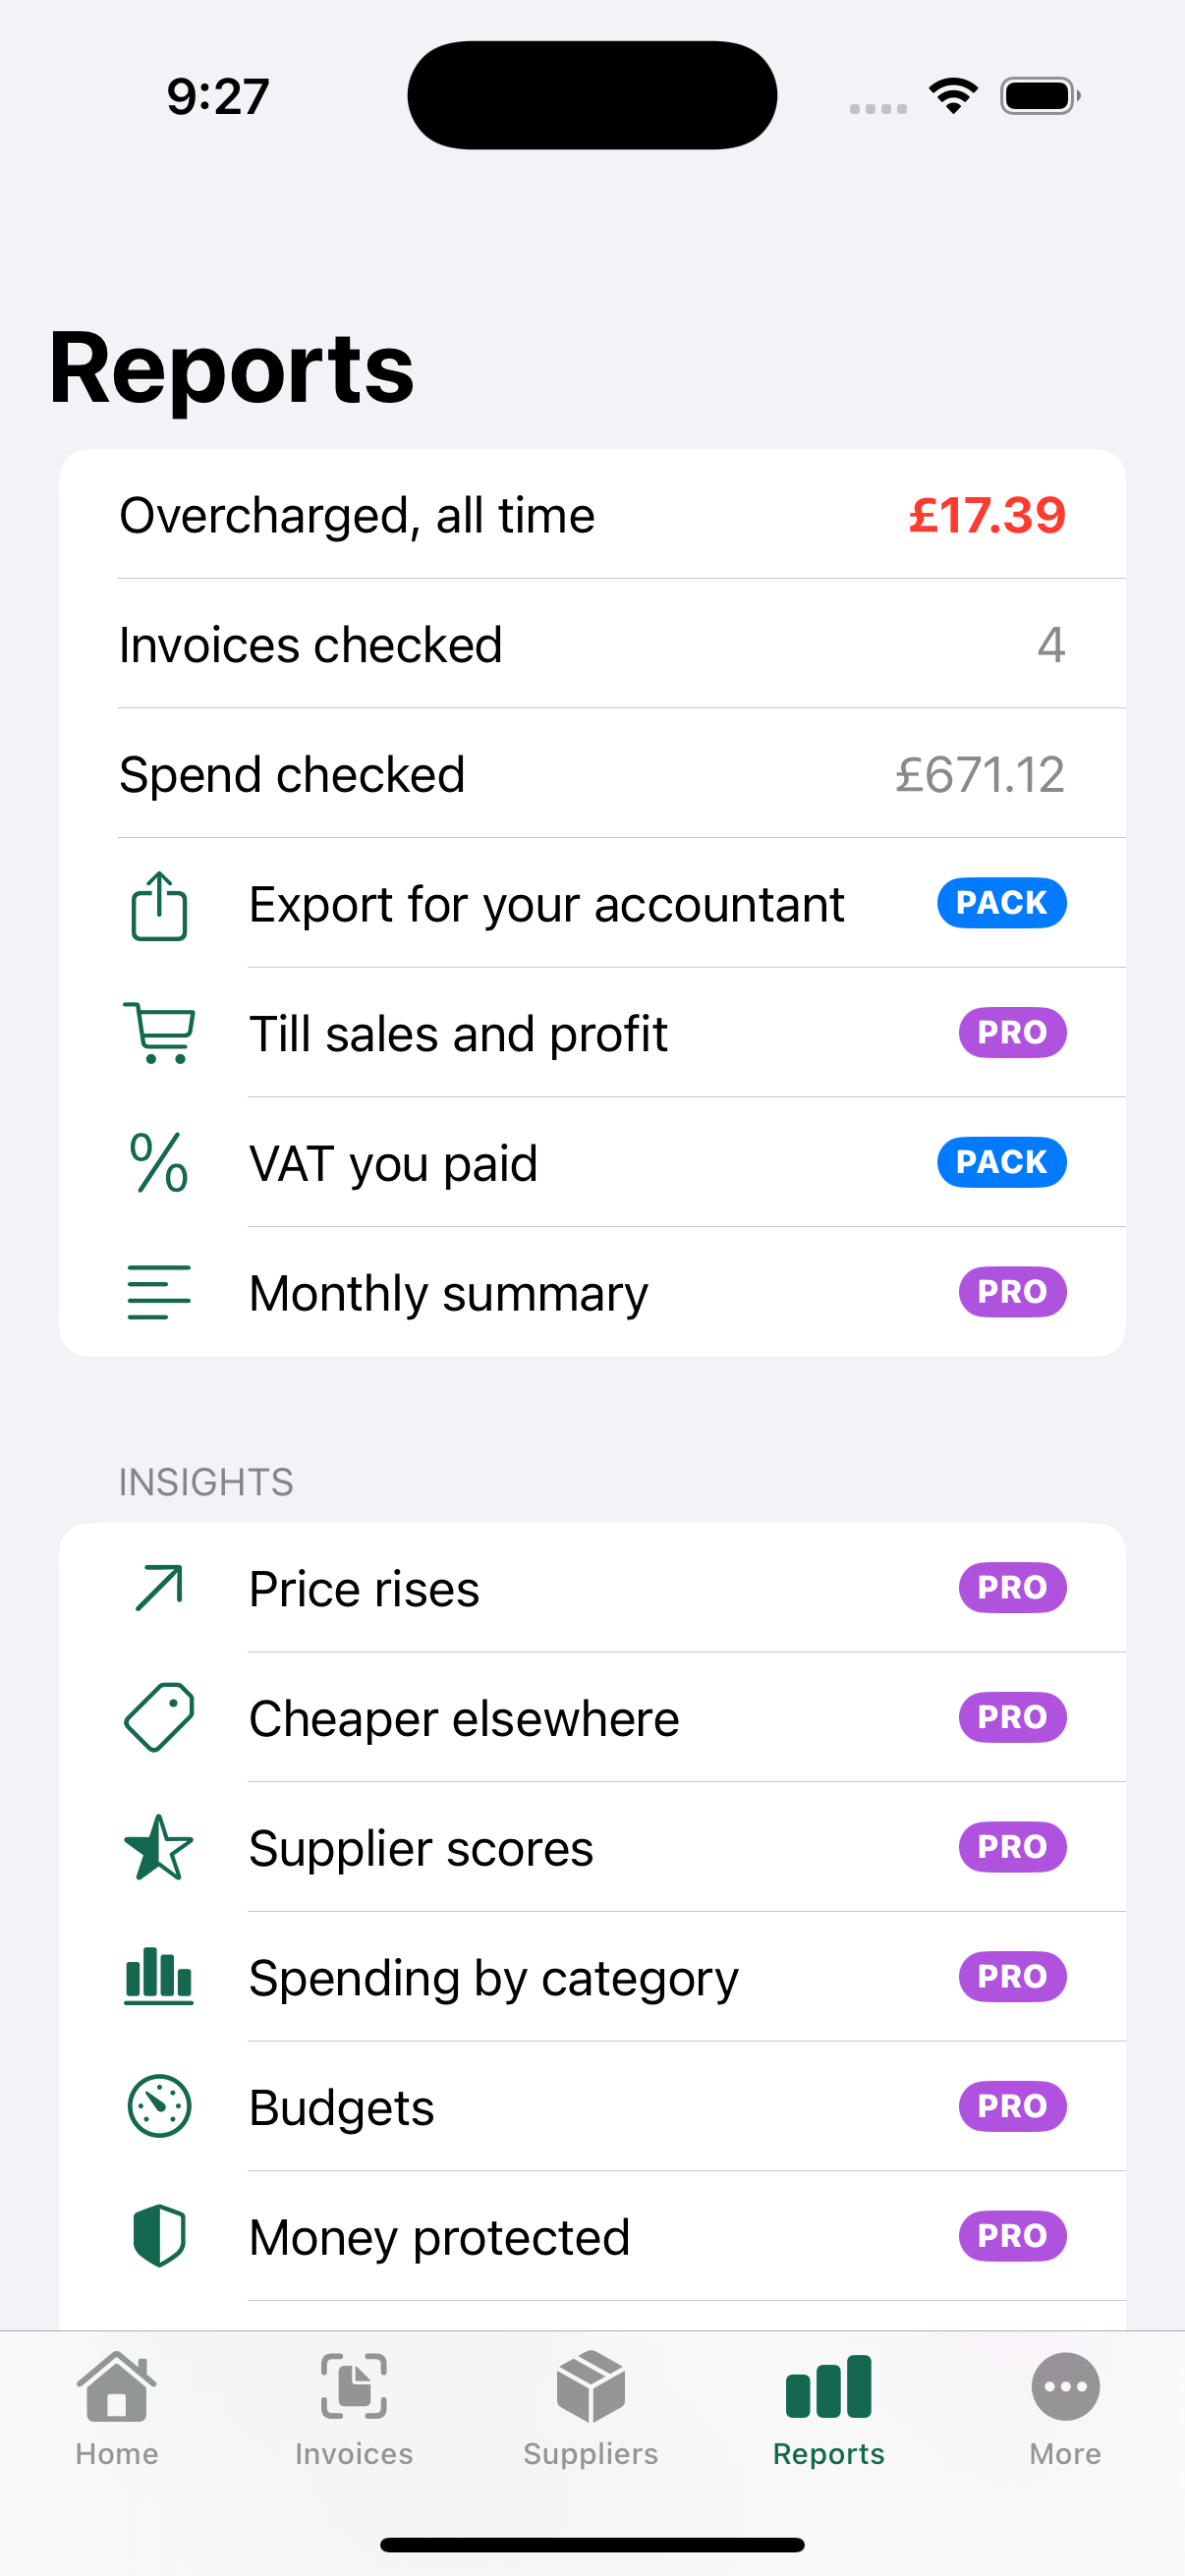 9:27
Reports
Overcharged, all time £17.39
Invoices checked 4
Spend checked £671.12
Export for your accountant PACK
Till sales and profit PRO
VAT you paid PACK
Monthly summary PRO
INSIGHTS
Price rises PRO
Cheaper elsewhere PRO
Supplier scores PRO
Spending by category PRO
Budgets PRO
Money protected PRO
Home Invoices Suppliers Reports More